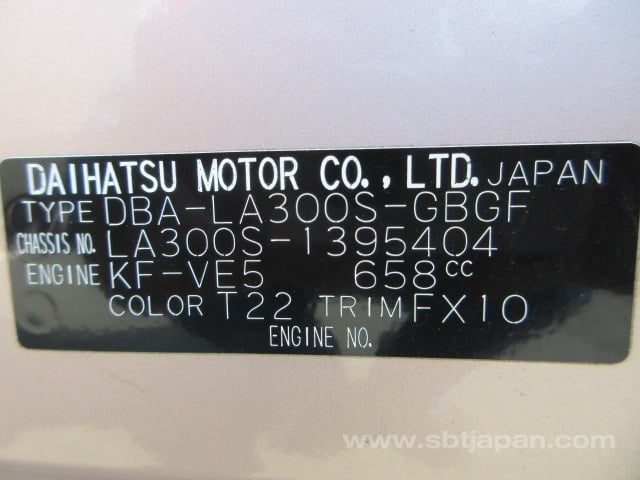 DAIHATSU MOTOR CO., LTD. JAPAN
TYPE DBA-LA300S-GBGF
CHASSIS NO. LA300S-1395404
ENGINE KF-VE5 658cc
COLOR T22 TRIM FX10
ENGINE NO.
www.sbtjapan.com